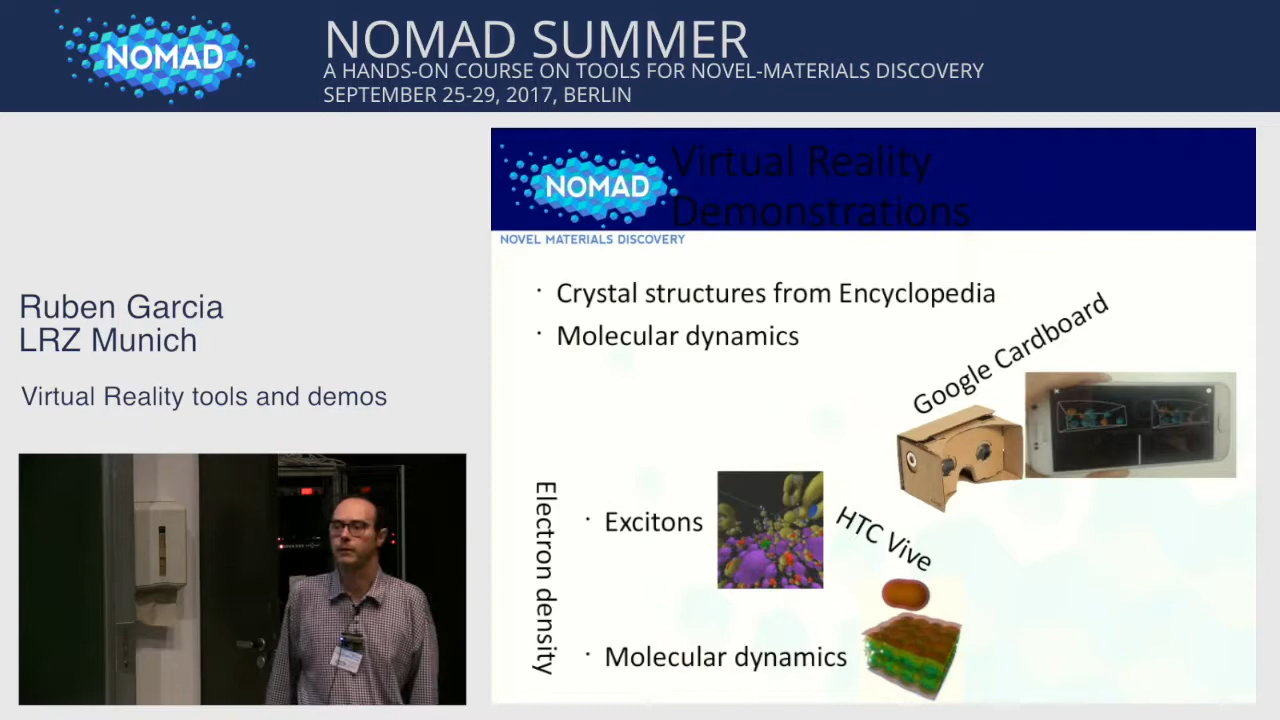 NOMAD
NOMAD SUMMER
A HANDS-ON COURSE ON TOOLS FOR NOVEL-MATERIALS DISCOVERY
SEPTEMBER 25-29, 2017, BERLIN
Ruben Garcia
LRZ Munich
Virtual Reality tools and demos
NOMAD
NOVEL MATERIALS DISCOVERY
Virtual Reality
Demonstrations
· Crystal structures from Encyclopedia
· Molecular dynamics
Google Cardboard
Electron density
· Excitons
HTC Vive
· Molecular dynamics